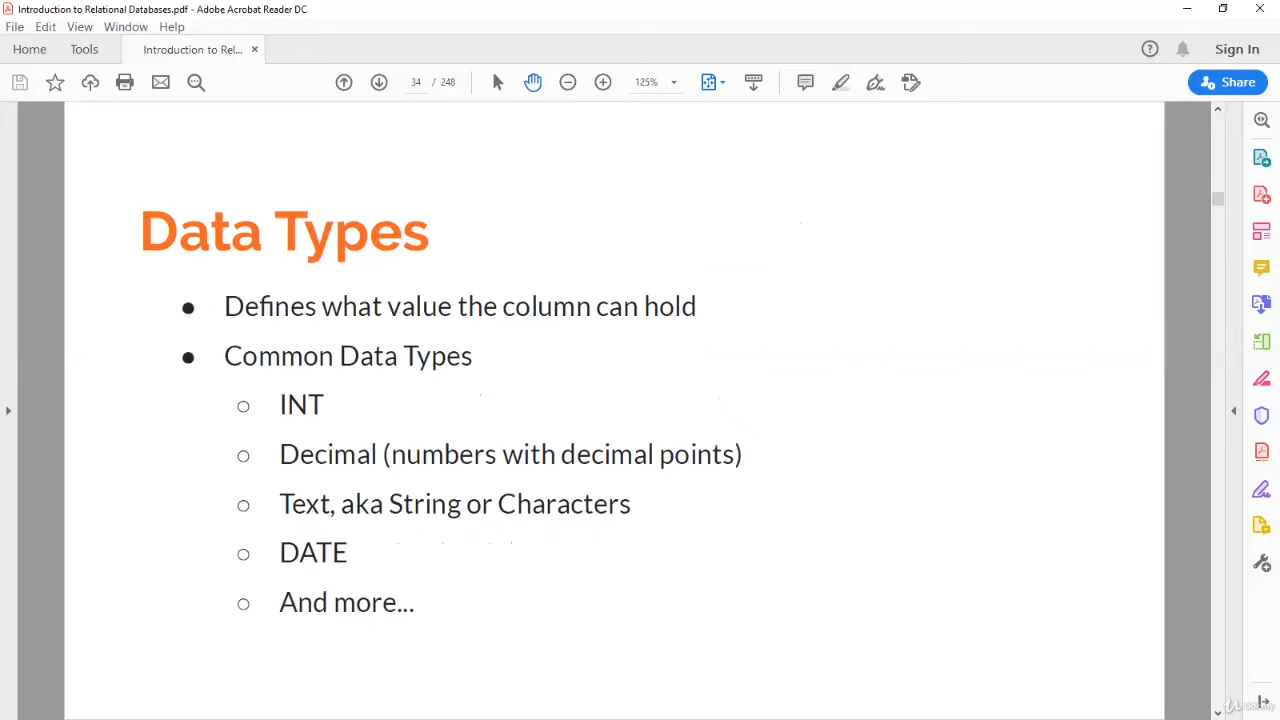 Introduction to Relational Databases.pdf - Adobe Acrobat Reader DC
File Edit View Window Help
Home Tools Introduction to Rel... × Sign In
34 / 248 125% Share
Data Types
● Defines what value the column can hold
● Common Data Types
○ INT
○ Decimal (numbers with decimal points)
○ Text, aka String or Characters
○ DATE
○ And more...